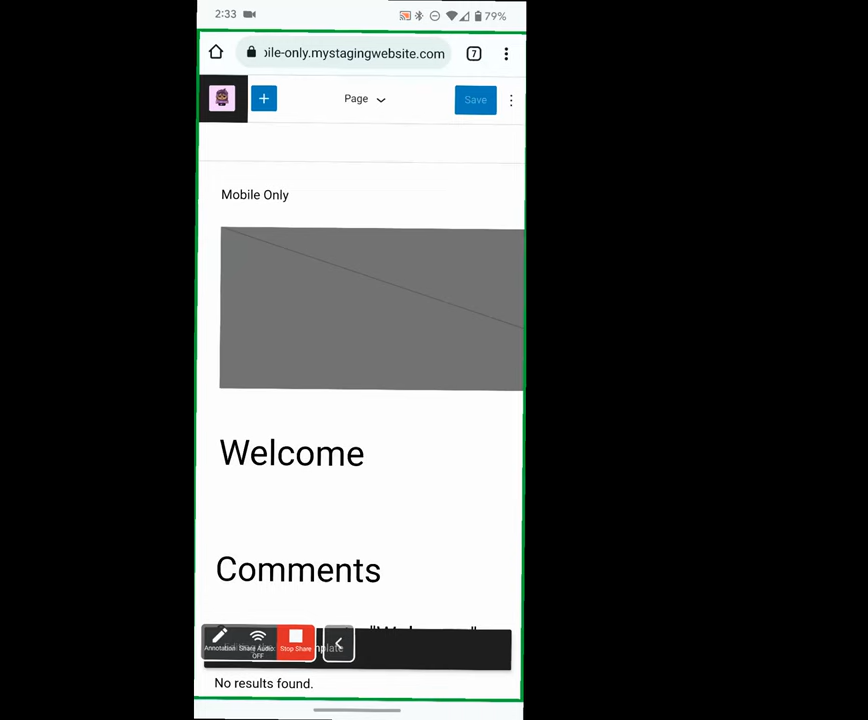 2:33
79%
bile-only.mystagingwebsite.com
7
Page
Save
Mobile Only
Welcome
Comments
Annotation
Share Audio: OFF
Stop Share
No results found.